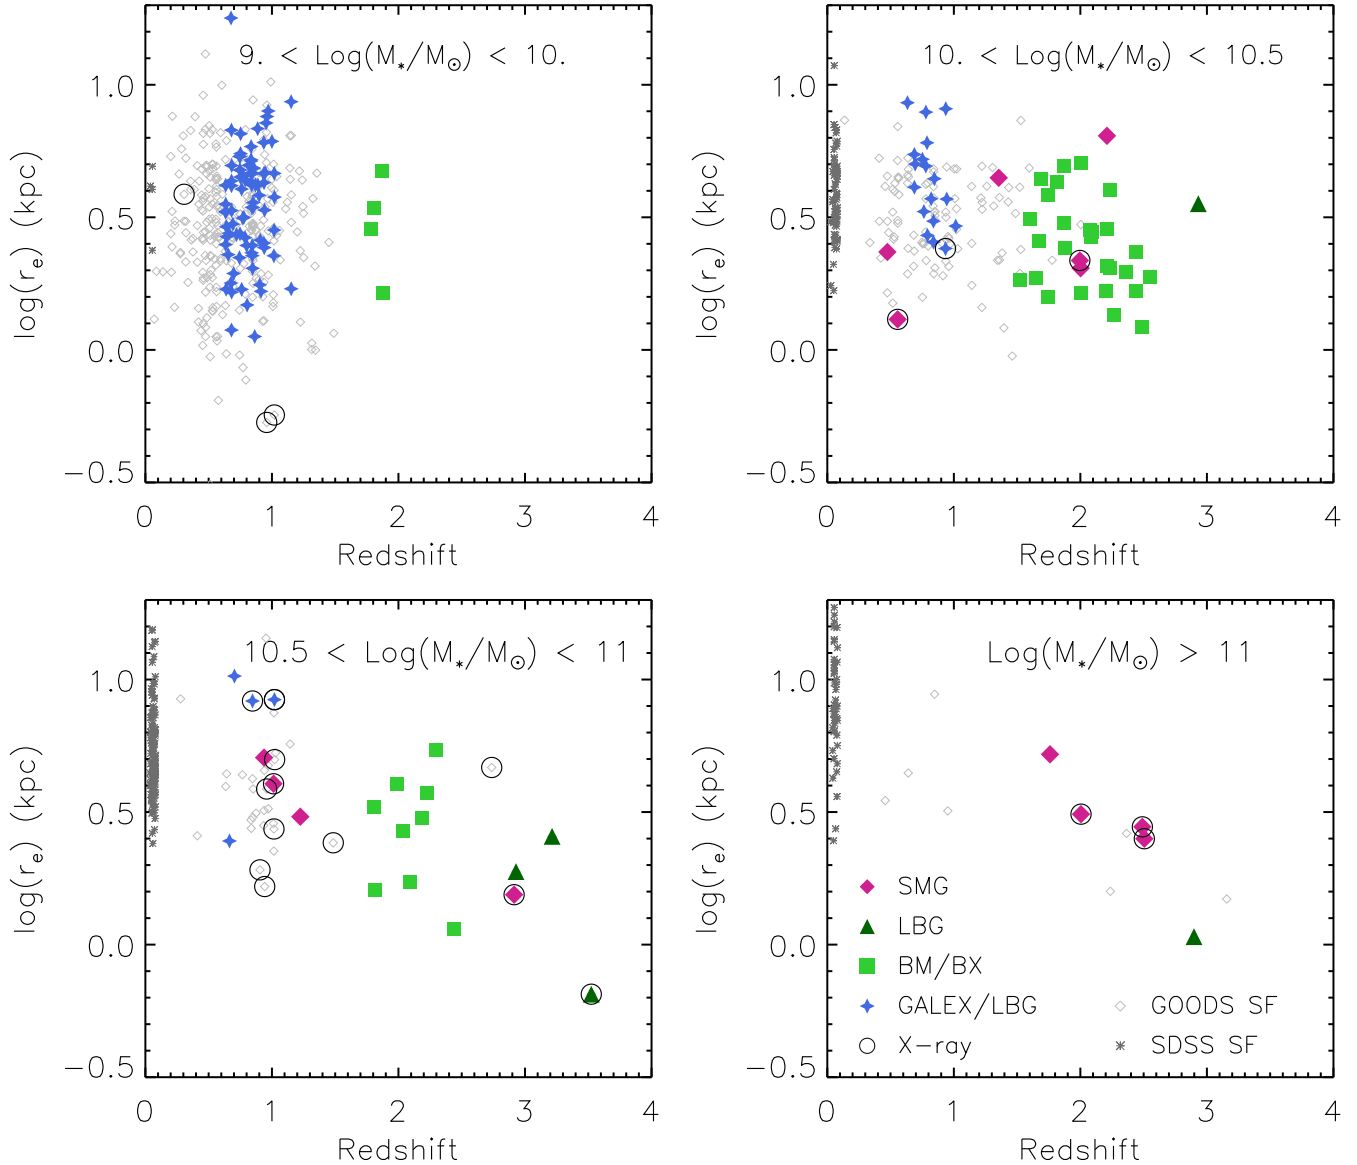 9. < Log(M*/M☉) < 10.
log(re) (kpc)
1.0
0.5
0.0
−0.5
0 1 2 3 4
Redshift
10. < Log(M*/M☉) < 10.5
log(re) (kpc)
1.0
0.5
0.0
−0.5
0 1 2 3 4
Redshift
10.5 < Log(M*/M☉) < 11
log(re) (kpc)
1.0
0.5
0.0
−0.5
0 1 2 3 4
Redshift
Log(M*/M☉) > 11
log(re) (kpc)
1.0
0.5
0.0
−0.5
SMG
LBG
BM/BX
GALEX/LBG
X−ray
GOODS SF
SDSS SF
0 1 2 3 4
Redshift